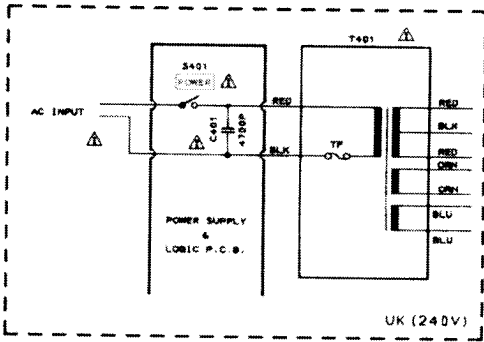 T401
S401
POWER
RED
RED
AC INPUT
C401
4700P
BLK
TF
BLK
RED
ORN
ORN
BLU
BLU
POWER SUPPLY
&
LOGIC P.C.B.
UK (240V)